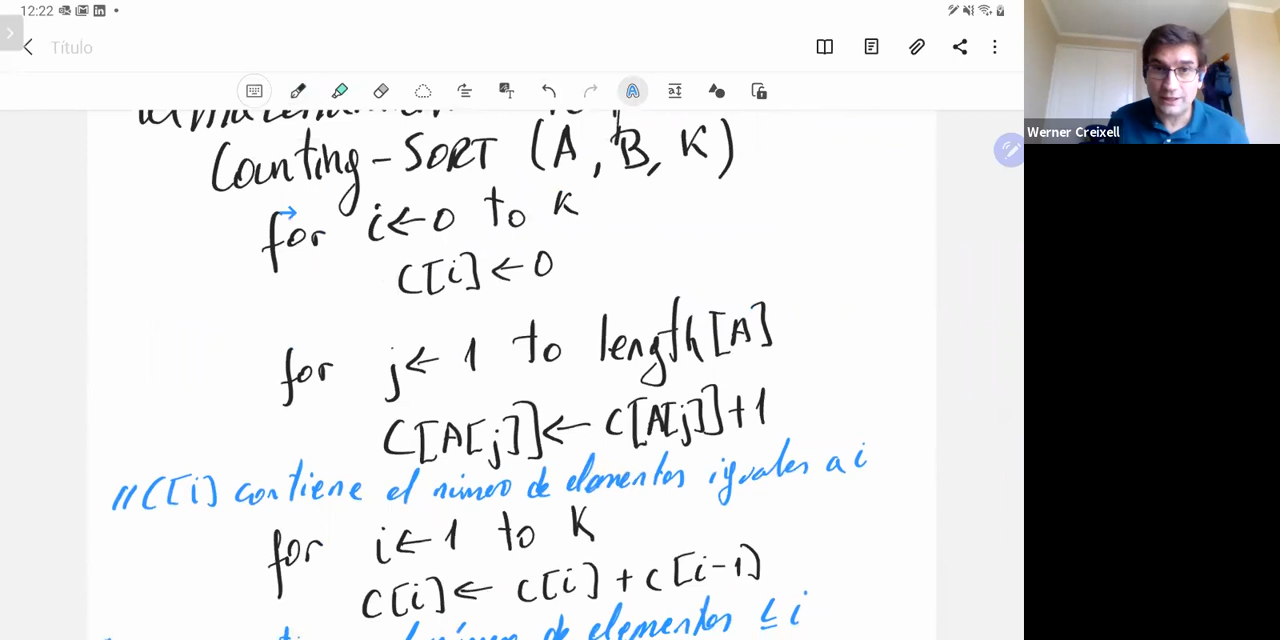 12:22
Título
Werner Creixell
Counting-SORT (A, B, K)
for i←0 to K
C[i]←0
for j← 1 to length[A]
C[A[j]]← C[A[j]]+1
// C[i] contiene el número de elementos iguales a i
for i←1 to K
C[i]← C[i]+C[i-1]
número de elementos ≤ i